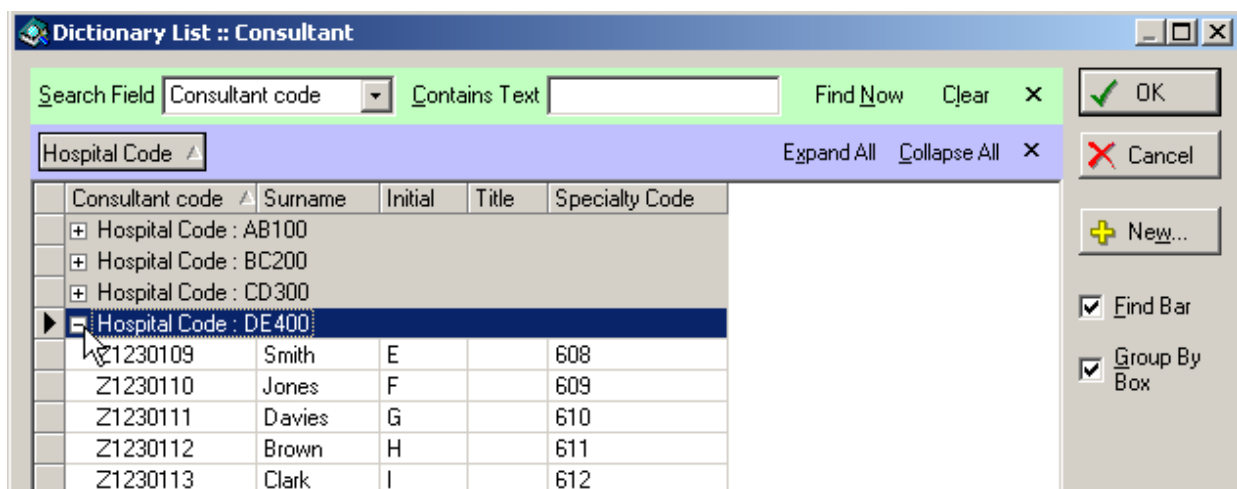 Dictionary List :: Consultant
Search Field Consultant code Contains Text Find Now Clear OK
Hospital Code Expand All Collapse All Cancel
Consultant code Surname Initial Title Specialty Code
Hospital Code : AB100
New...
Hospital Code : BC200
Hospital Code : CD300
Find Bar
Hospital Code : DE400
Z1230109 Smith E 608
Group By
Box
Z1230110 Jones F 609
Z1230111 Davies G 610
Z1230112 Brown H 611
Z1230113 Clark I 612